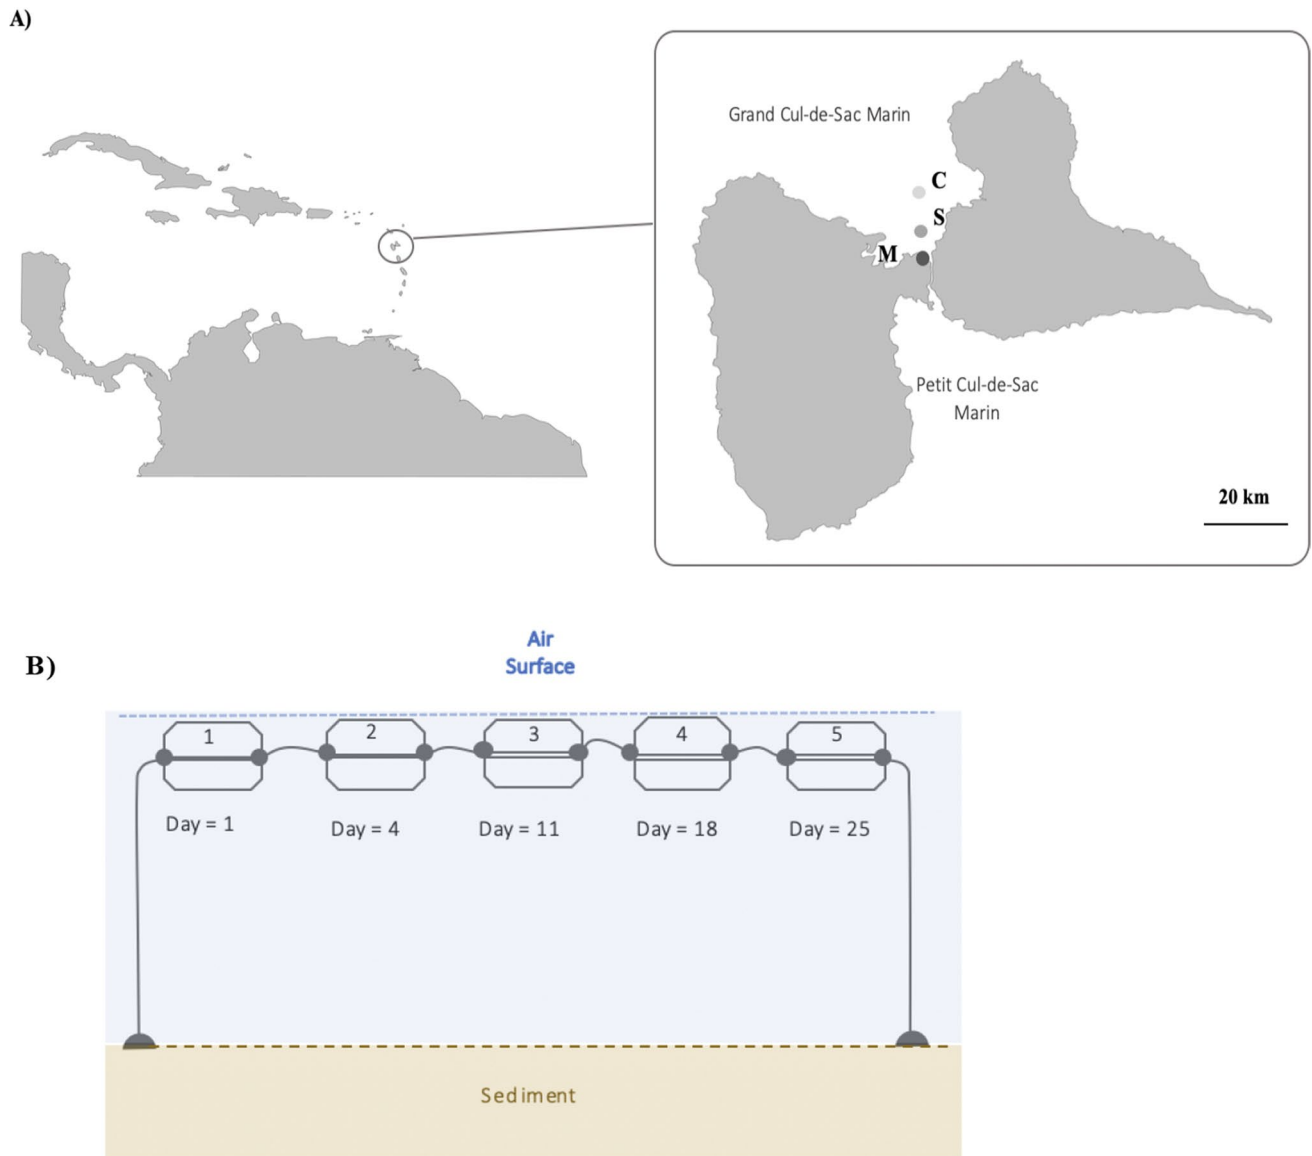 A)
Grand Cul-de-Sac Marin
C
S
M
Petit Cul-de-Sac
Marin
20 km
Air
Surface
B)
1
2
3
4
5
Day = 1
Day = 4
Day = 11
Day = 18
Day = 25
Sediment